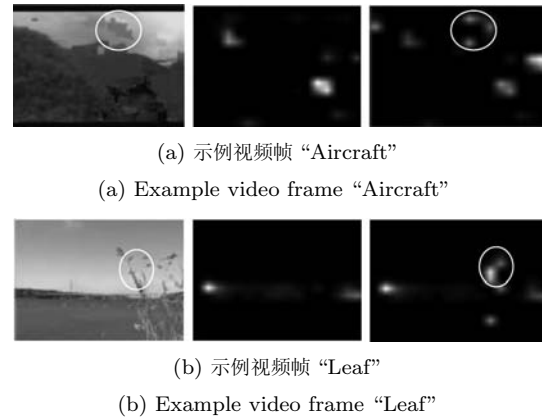 (a) 示例视频帧 “Aircraft”
(a) Example video frame “Aircraft”
(b) 示例视频帧 “Leaf”
(b) Example video frame “Leaf”